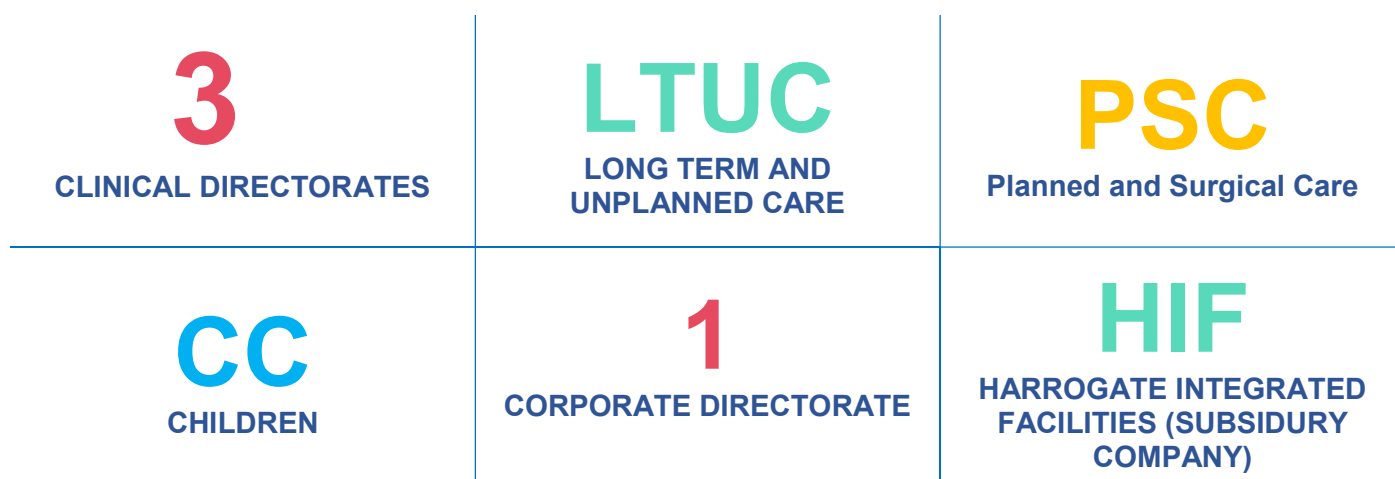 3
CLINICAL DIRECTORATES
LTUC
LONG TERM AND
UNPLANNED CARE
PSC
Planned and Surgical Care
CC
CHILDREN
1
CORPORATE DIRECTORATE
HIF
HARROGATE INTEGRATED
FACILITIES (SUBSIDURY
COMPANY)